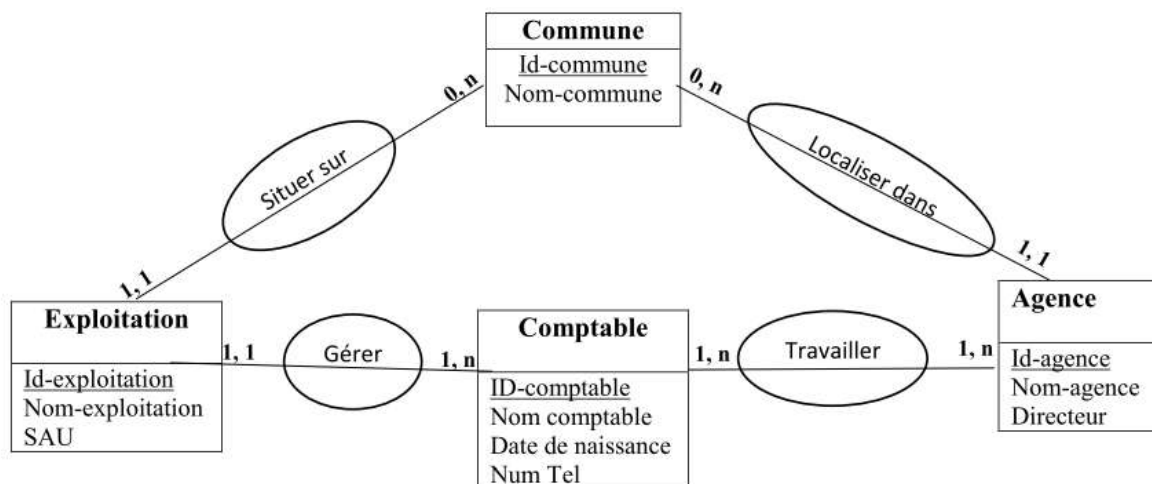 Commune
Id-commune
Nom-commune
0, n
0, n
Situer sur
Localiser dans
1, 1
1, 1
Exploitation
Id-exploitation
Nom-exploitation
SAU
1, 1
Gérer
1, n
Comptable
ID-comptable
Nom comptable
Date de naissance
Num Tel
1, n
Travailler
1, n
Agence
Id-agence
Nom-agence
Directeur